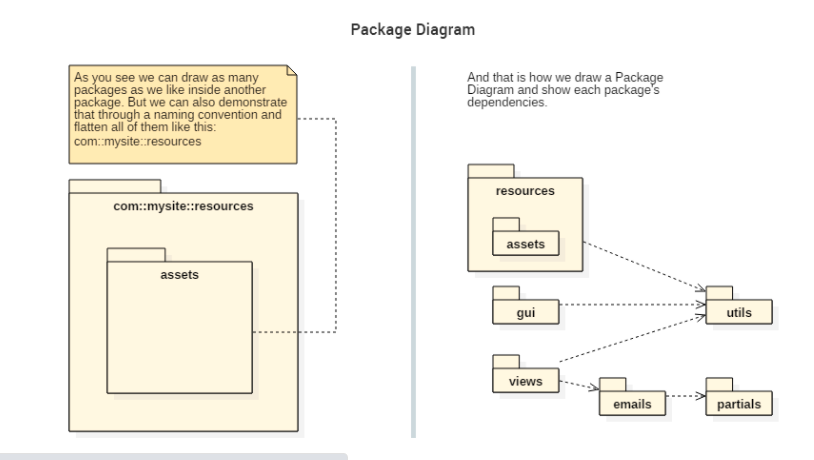 Package Diagram
As you see we can draw as many
packages as we like inside another
package. But we can also demonstrate
that through a naming convention and
flatten all of them like this:
com::mysite::resources
com::mysite::resources
assets
And that is how we draw a Package
Diagram and show each package's
dependencies.
resources
assets
gui
utils
views
emails
partials